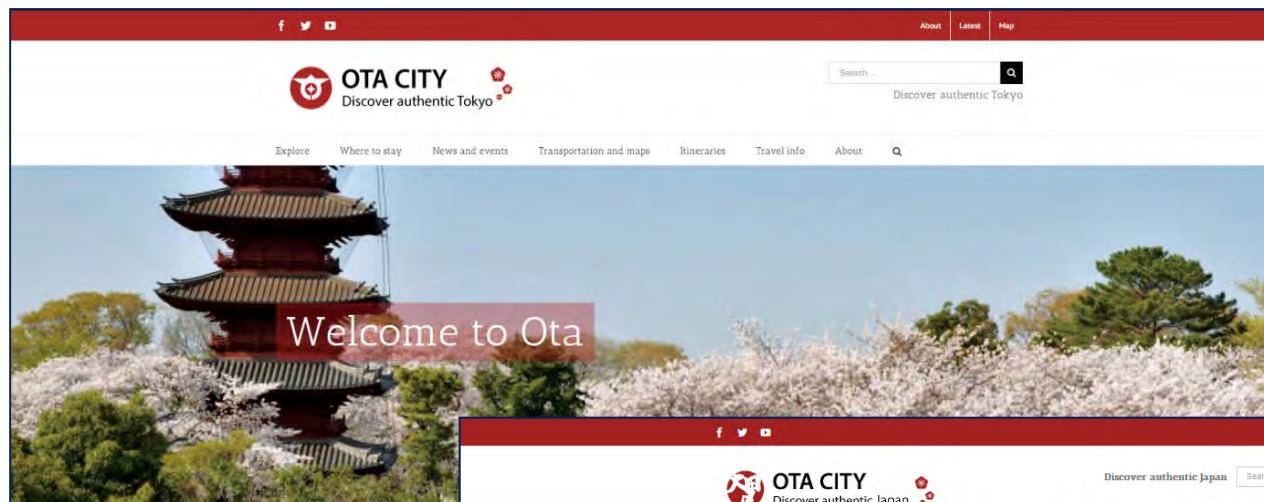 About Latest Map
OTA CITY
Discover authentic Tokyo
Search ...
Discover authentic Tokyo
Explore Where to stay News and events Transportation and maps Itineraries Travel info About
Welcome to Ota
OTA CITY
Discover authentic Japan
Discover authentic Japan Sear